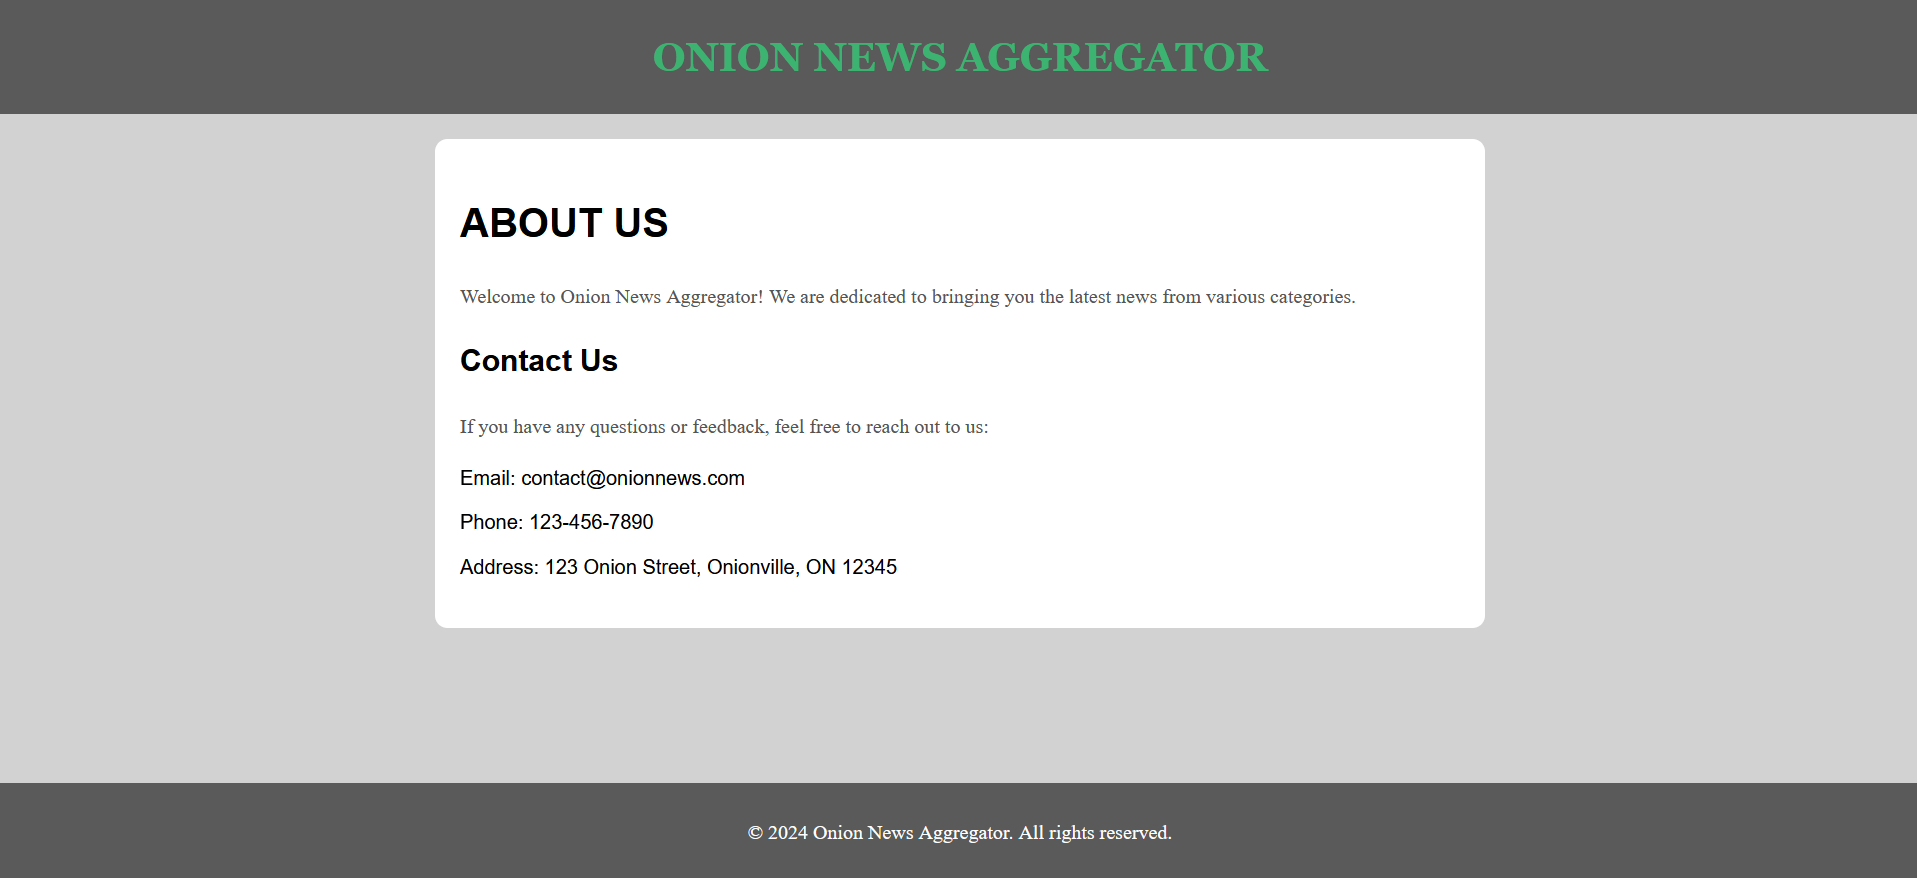 ONION NEWS AGGREGATOR
ABOUT US
Welcome to Onion News Aggregator! We are dedicated to bringing you the latest news from various categories.
Contact Us
If you have any questions or feedback, feel free to reach out to us:
Email: contact@onionnews.com
Phone: 123-456-7890
Address: 123 Onion Street, Onionville, ON 12345
© 2024 Onion News Aggregator. All rights reserved.